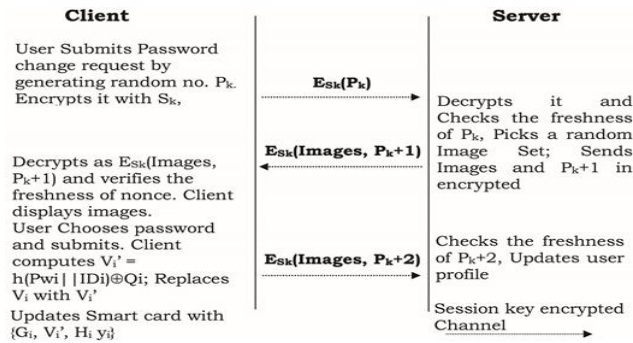 Client
Server
User Submits Password
change request by
generating random no. Pk.
Encrypts it with Sk,
ESk(Pk)
Decrypts it and
Checks the freshness
of Pk, Picks a random
Image Set; Sends
Images and Pk+1 in
encrypted
ESk(Images, Pk+1)
Decrypts as ESk(Images,
Pk+1) and verifies the
freshness of nonce. Client
displays images.
User Chooses password
and submits. Client
computes Vi' =
h(Pwi||IDi)⊕Qi; Replaces
Vi with Vi'
ESk(Images, Pk+2)
Checks the freshness
of Pk+2, Updates user
profile
Updates Smart card with
{Gi, Vi', Hi yi}
Session key encrypted
Channel